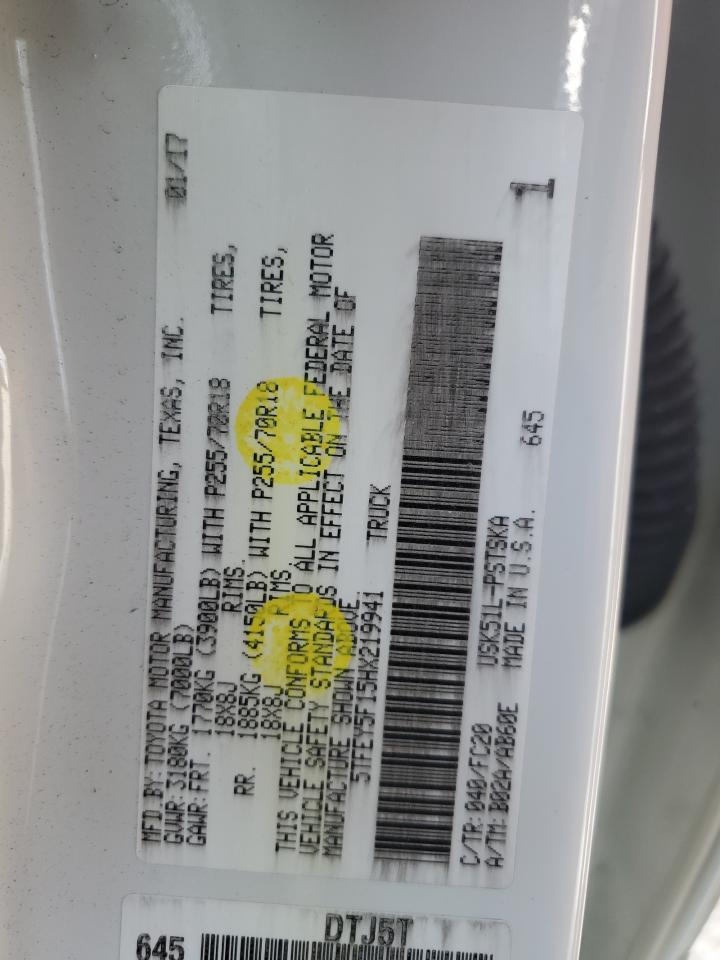 MFD BY:TOYOTA MOTOR MANUFACTURING, TEXAS, INC. 01/17
GVWR:3180KG (7000LB)
GAWR:FRT. 1770KG (3900LB) WITH P255/70R18 TIRES,
18X8J RIMS.
RR. 1885KG (4150LB) WITH P255/70R18 TIRES,
18X8J RIMS.
THIS VEHICLE CONFORMS TO ALL APPLICABLE FEDERAL MOTOR
VEHICLE SAFETY STANDARDS IN EFFECT ON THE DATE OF
MANUFACTURE SHOWN ABOVE.
5TFEY5F15HX219941 TRUCK
C/TR:040/FC20 USK51L-PSTSKA 645 1
A/TM:B02A/AB60E MADE IN U.S.A.
DTJ5T
645